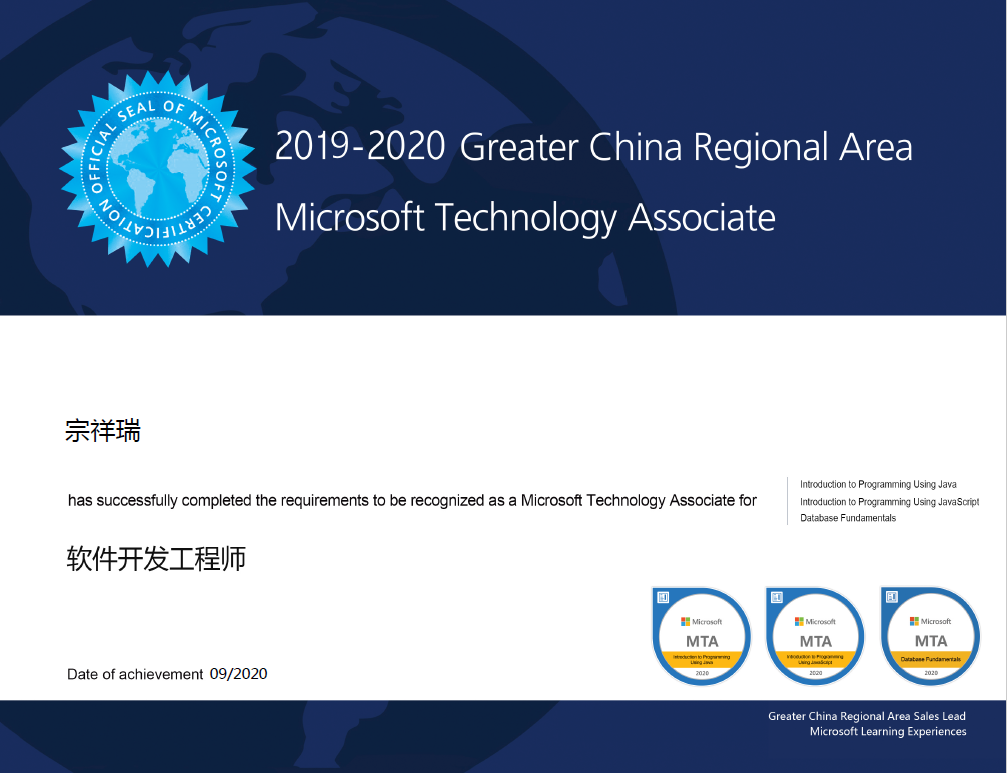 OFFICIAL SEAL OF MICROSOFT CERTIFICATION
2019-2020 Greater China Regional Area
Microsoft Technology Associate
宗祥瑞
has successfully completed the requirements to be recognized as a Microsoft Technology Associate for
Introduction to Programming Using Java
Introduction to Programming Using JavaScript
Database Fundamentals
软件开发工程师
Microsoft
MTA
Introduction to Programming
Using Java
2020
Microsoft
MTA
Introduction to Programming
Using JavaScript
2020
Microsoft
MTA
Database Fundamentals
2020
Date of achievement 09/2020
Greater China Regional Area Sales Lead
Microsoft Learning Experiences